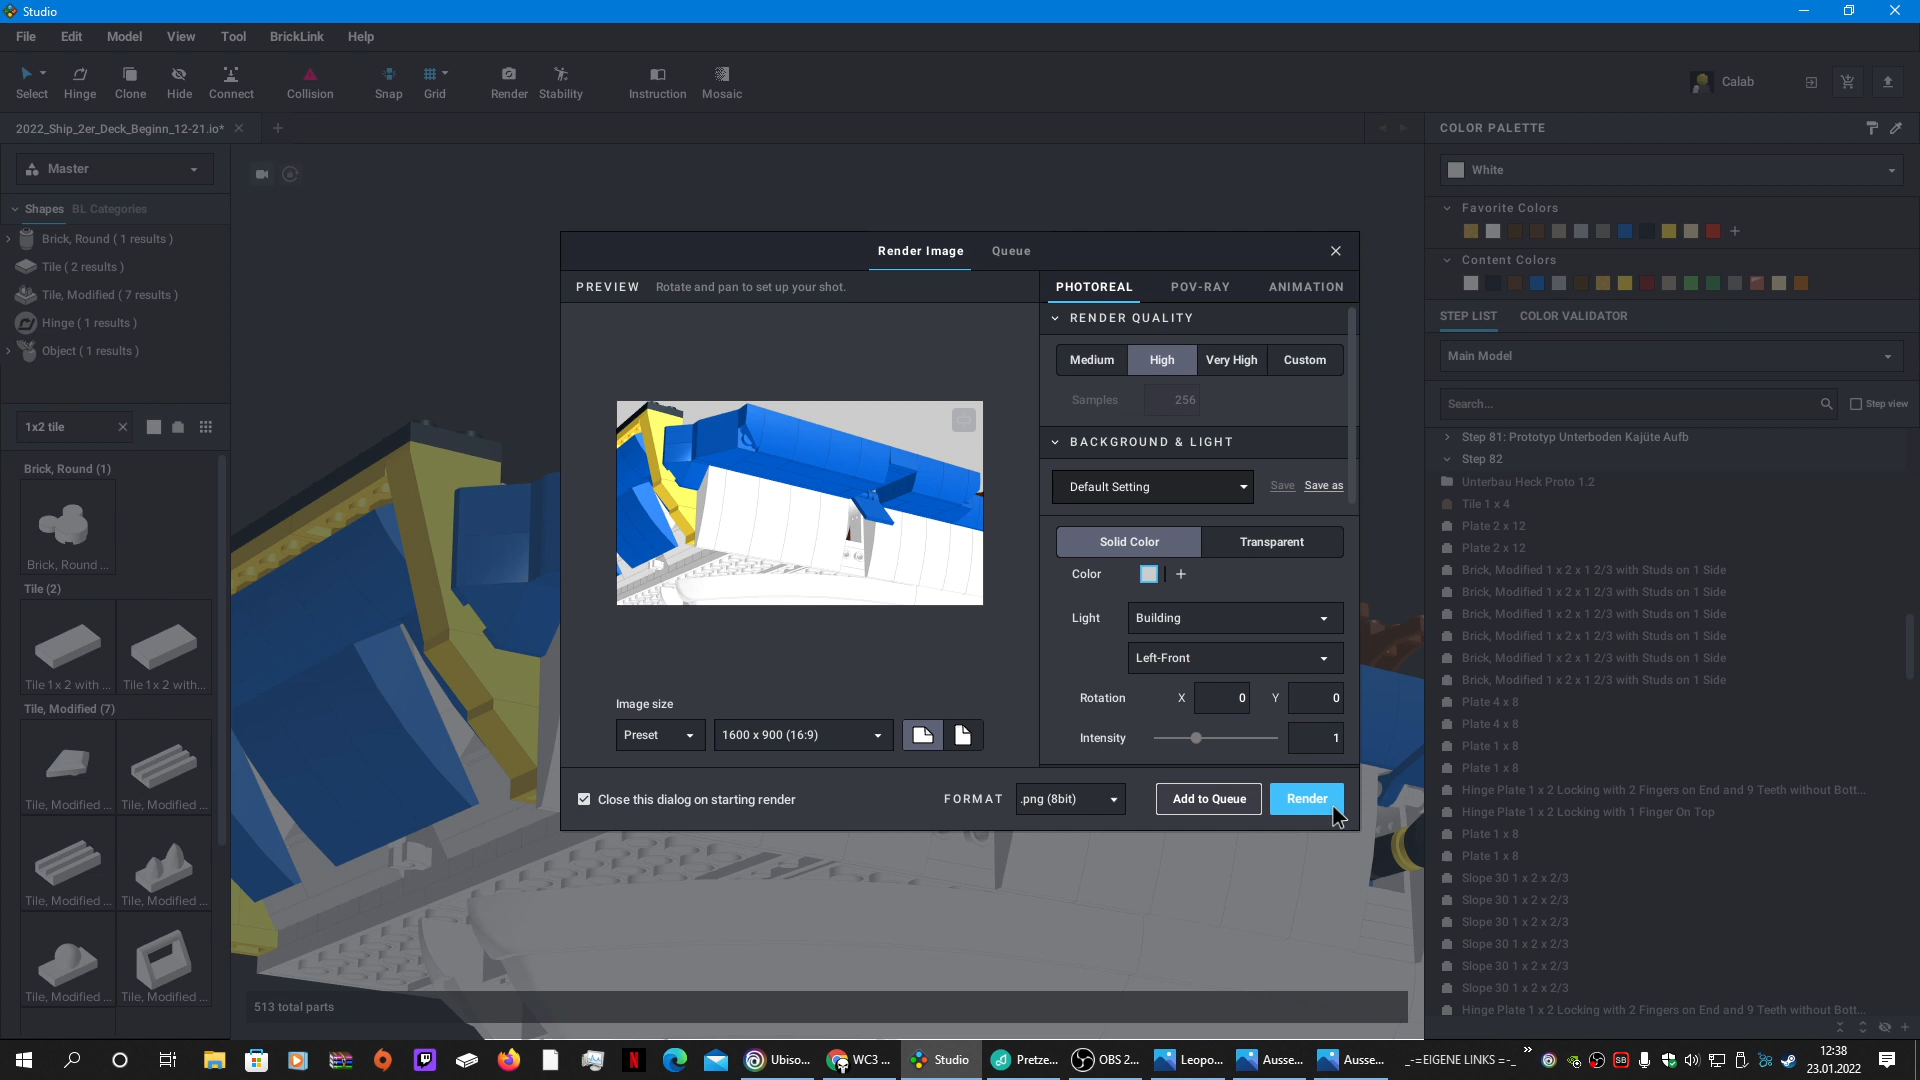 Studio
File Edit Model View Tool BrickLink Help
Select Hinge Clone Hide Connect Collision Snap Grid Render Stability Instruction Mosaic
Calab
2022_Ship_2er_Deck_Beginn_12-21.io*
Master
Shapes BL Categories
Brick, Round ( 1 results )
Tile ( 2 results )
Tile, Modified ( 7 results )
Hinge ( 1 results )
Object ( 1 results )
1x2 tile
Brick, Round (1)
Brick, Round ...
Tile (2)
Tile 1 x 2 with ... Tile 1 x 2 with...
Tile, Modified (7)
Tile, Modified ... Tile, Modified ...
Tile, Modified ... Tile, Modified ...
Tile, Modified ... Tile, Modified ...
513 total parts
Render Image Queue
PREVIEW Rotate and pan to set up your shot.
Image size
Preset 1600 x 900 (16:9)
PHOTOREAL POV-RAY ANIMATION
RENDER QUALITY
Medium High Very High Custom
Samples 256
BACKGROUND & LIGHT
Default Setting Save Save as
Solid Color Transparent
Color
Light Building
Left-Front
Rotation X 0 Y 0
Intensity 1
Close this dialog on starting render
FORMAT .png (8bit) Add to Queue Render
COLOR PALETTE
White
Favorite Colors
Content Colors
STEP LIST COLOR VALIDATOR
Main Model
Search... Step view
Step 81: Prototyp Unterboden Kajüte Aufb
Step 82
Unterbau Heck Proto 1.2
Tile 1 x 4
Plate 2 x 12
Plate 2 x 12
Brick, Modified 1 x 2 x 1 2/3 with Studs on 1 Side
Brick, Modified 1 x 2 x 1 2/3 with Studs on 1 Side
Brick, Modified 1 x 2 x 1 2/3 with Studs on 1 Side
Brick, Modified 1 x 2 x 1 2/3 with Studs on 1 Side
Brick, Modified 1 x 2 x 1 2/3 with Studs on 1 Side
Brick, Modified 1 x 2 x 1 2/3 with Studs on 1 Side
Plate 4 x 8
Plate 4 x 8
Plate 1 x 8
Plate 1 x 8
Hinge Plate 1 x 2 Locking with 2 Fingers on End and 9 Teeth without Bott...
Hinge Plate 1 x 2 Locking with 1 Finger On Top
Plate 1 x 8
Plate 1 x 8
Slope 30 1 x 2 x 2/3
Slope 30 1 x 2 x 2/3
Slope 30 1 x 2 x 2/3
Slope 30 1 x 2 x 2/3
Slope 30 1 x 2 x 2/3
Slope 30 1 x 2 x 2/3
Hinge Plate 1 x 2 Locking with 2 Fingers on End and 9 Teeth without Bott...
Ubiso... WC3 ... Studio Pretze... OBS 2... Leopo... Ausse... Ausse... _-=EIGENE LINKS =-_
12:38
23.01.2022